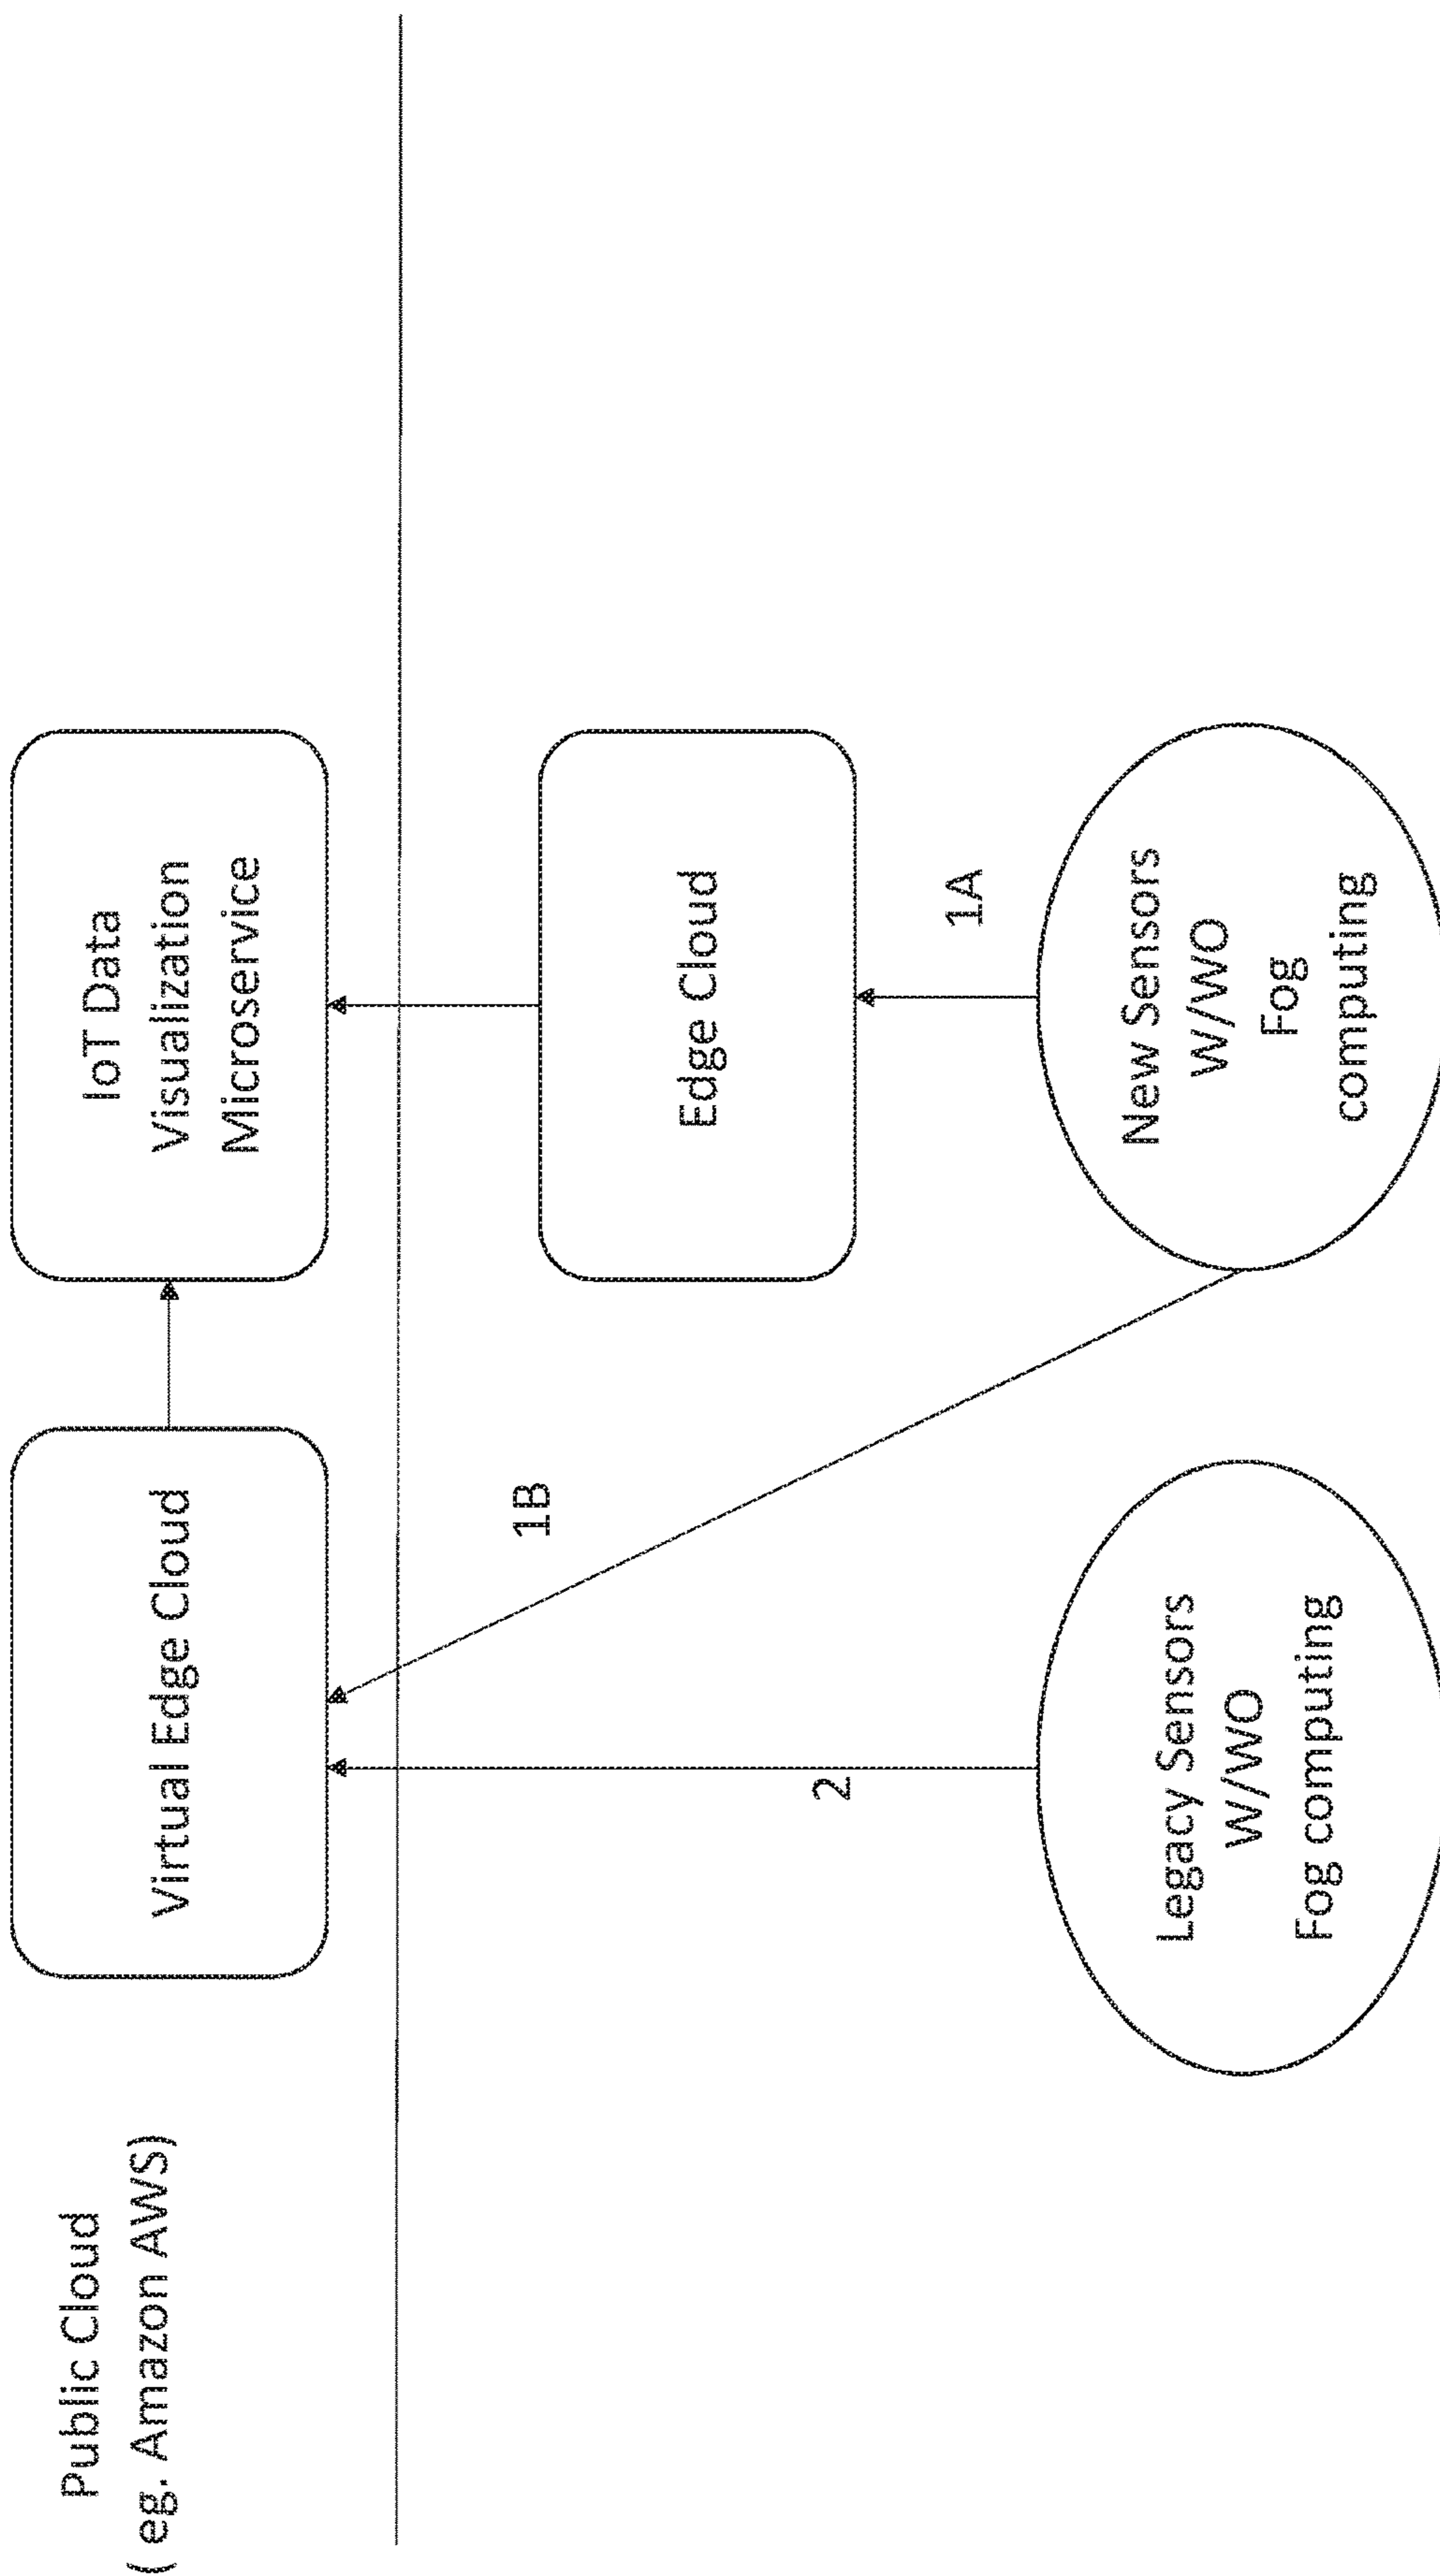 Public Cloud
( eg. Amazon AWS)
Virtual Edge Cloud
IoT Data
Visualization
Microservice
1B
2
Edge Cloud
1A
Legacy Sensors
W/WO
Fog computing
New Sensors
W/WO
Fog
computing